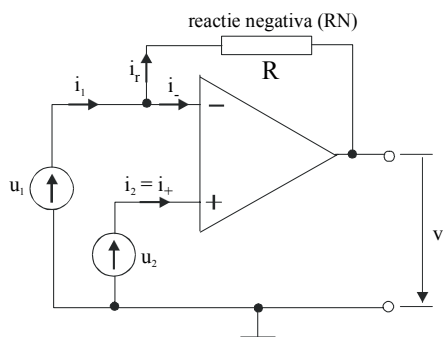 reactie negativa (RN)
R
i_r
i_1
i_-
−
i_2 = i_+
+
u_1
u_2
v